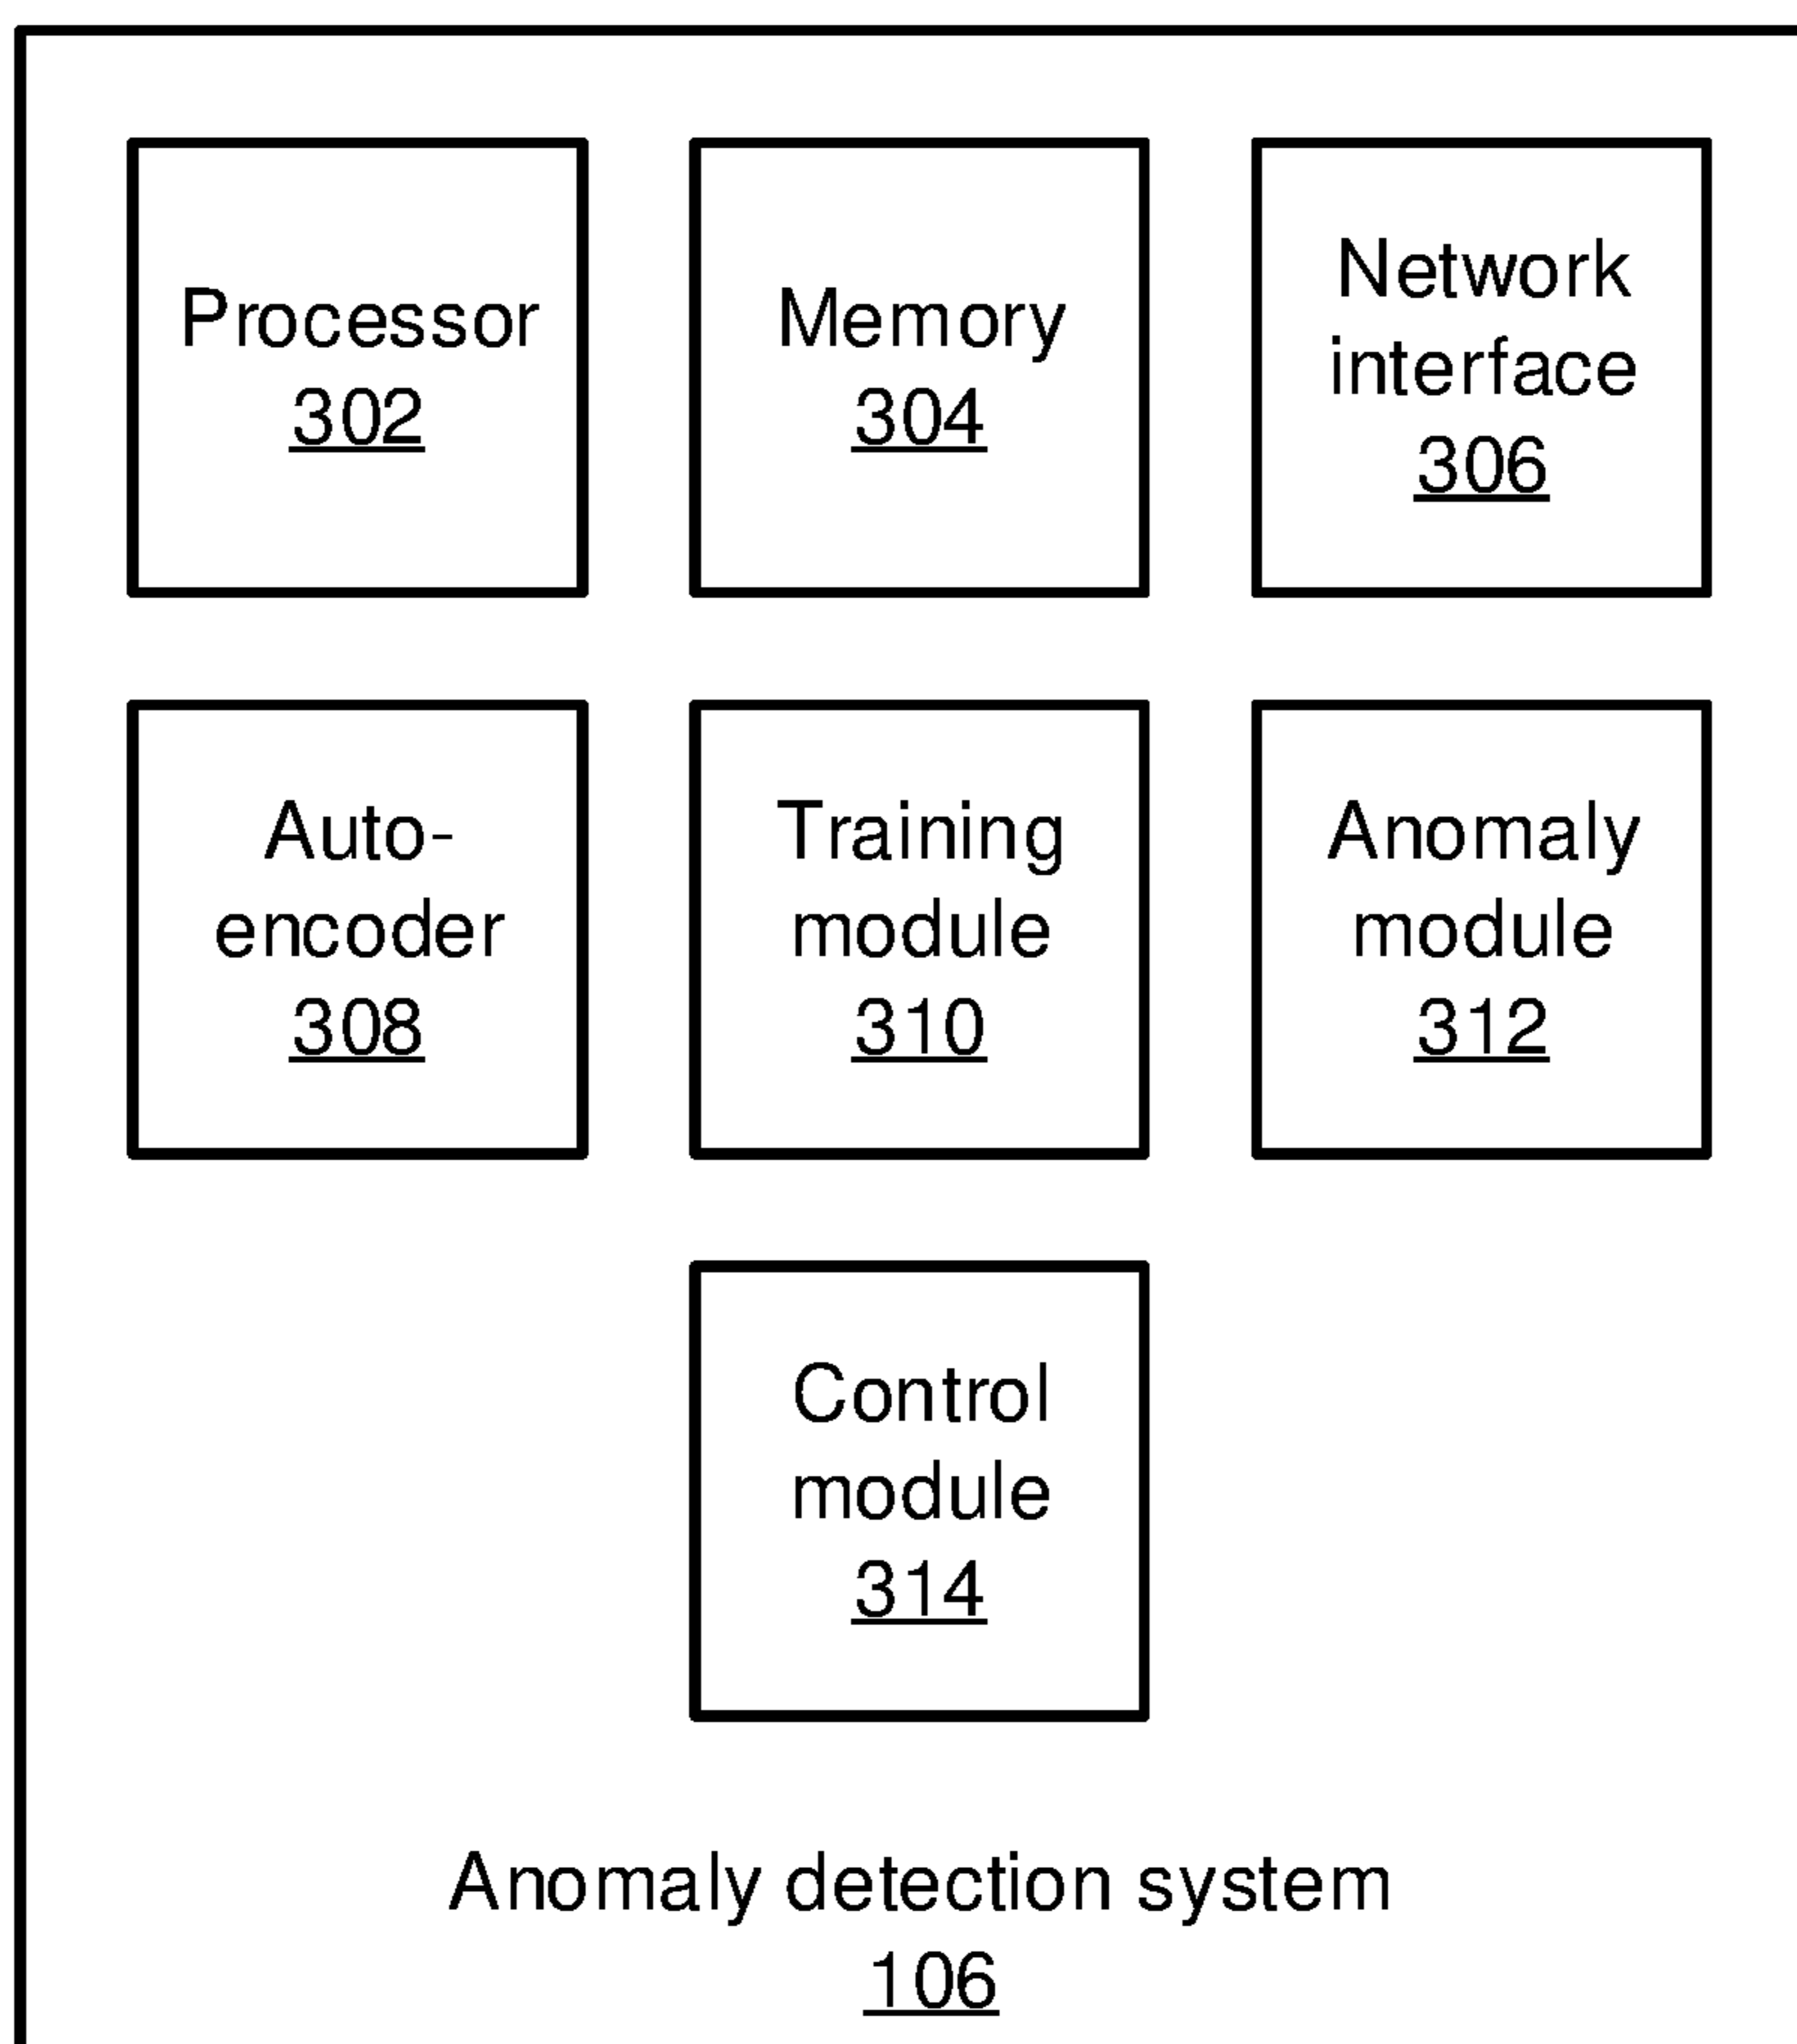 Processor
302
Memory
304
Network
interface
306
Auto-
encoder
308
Training
module
310
Anomaly
module
312
Control
module
314
Anomaly detection system
106